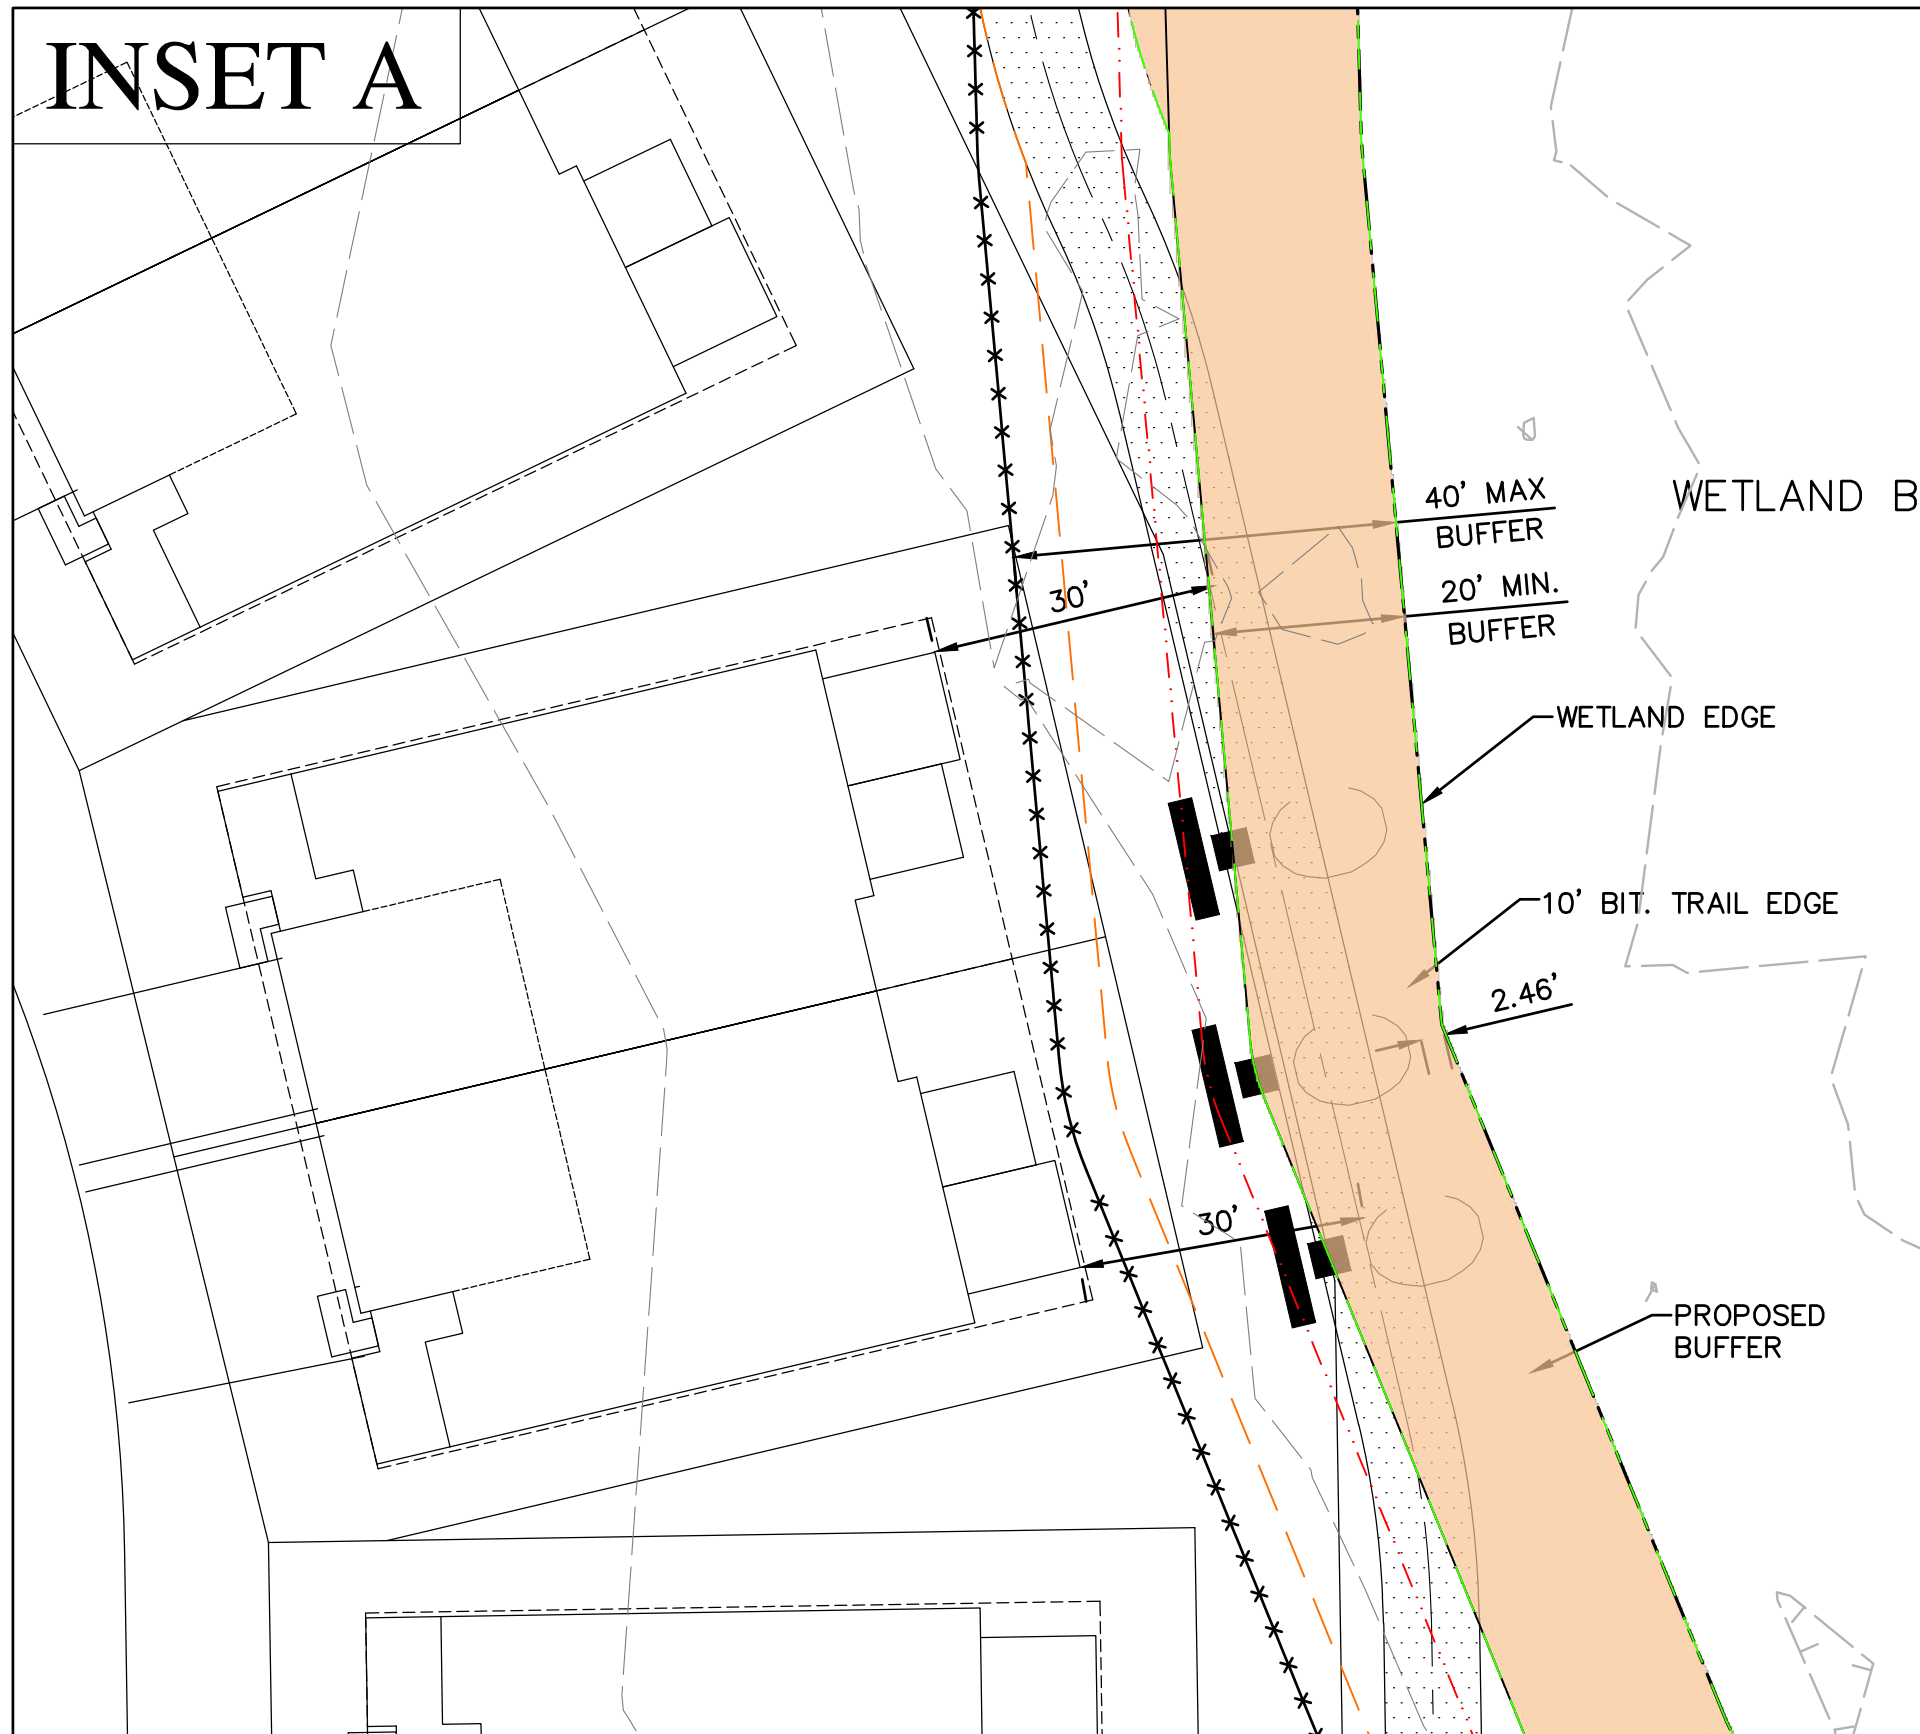 INSET A
40' MAX
BUFFER
WETLAND B
30'
20' MIN.
BUFFER
WETLAND EDGE
10' BIT. TRAIL EDGE
2.46'
30'
PROPOSED
BUFFER